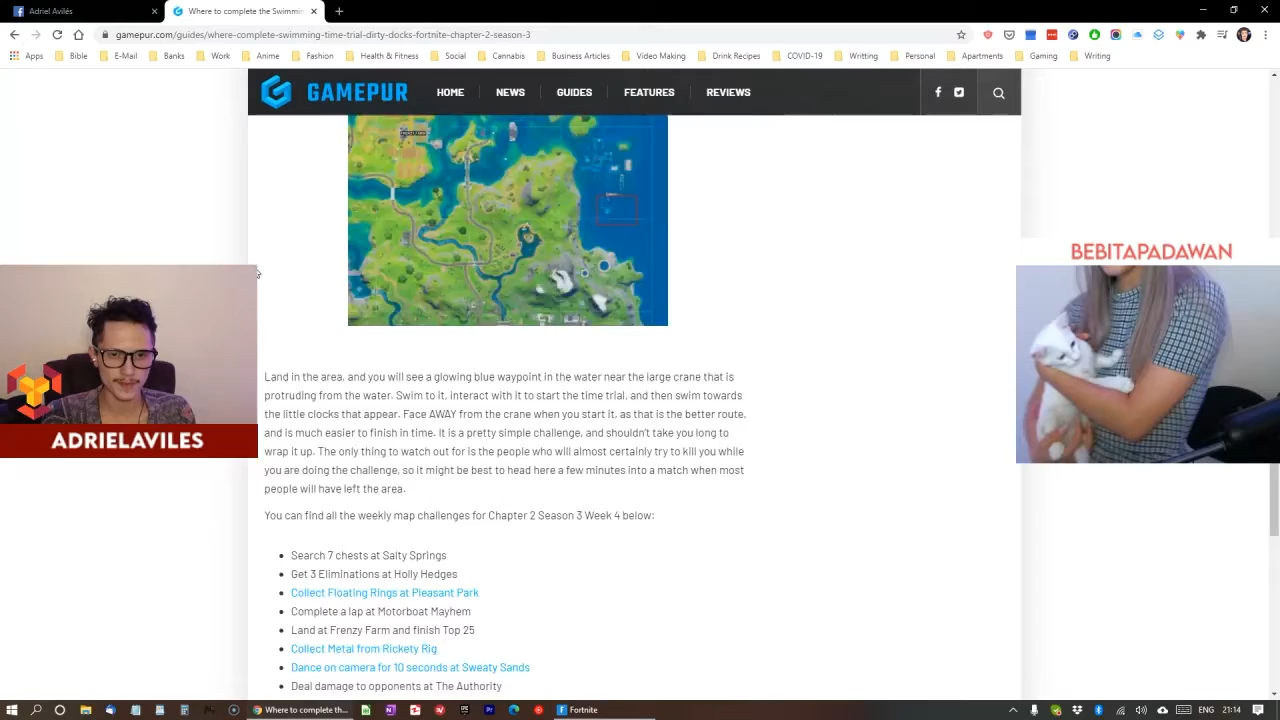 Adriel Avilés
Where to complete the Swimmin
gamepur.com/guides/where-complete-swimming-time-trial-dirty-docks-fortnite-chapter-2-season-3
Apps Bible E-Mail Banks Work Anime Fashion Health & Fitness Social Cannabis Business Articles Video Making Drink Recipes COVID-19 Writting Personal Apartments Gaming Writing
GAMEPUR HOME NEWS GUIDES FEATURES REVIEWS
BEBITAPADAWAN
ADRIELAVILES
Land in the area, and you will see a glowing blue waypoint in the water near the large crane that is
protruding from the water. Swim to it, interact with it to start the time trial, and then swim towards
the little clocks that appear. Face AWAY from the crane when you start it, as that is the better route,
and is much easier to finish in time. It is a pretty simple challenge, and shouldn't take you long to
wrap it up. The only thing to watch out for is the people who will almost certainly try to kill you while
you are doing the challenge, so it might be best to head here a few minutes into a match when most
people will have left the area.
You can find all the weekly map challenges for Chapter 2 Season 3 Week 4 below:
Search 7 chests at Salty Springs
Get 3 Eliminations at Holly Hedges
Collect Floating Rings at Pleasant Park
Complete a lap at Motorboat Mayhem
Land at Frenzy Farm and finish Top 25
Collect Metal from Rickety Rig
Dance on camera for 10 seconds at Sweaty Sands
Deal damage to opponents at The Authority
Where to complete th... Fortnite ENG 21:14